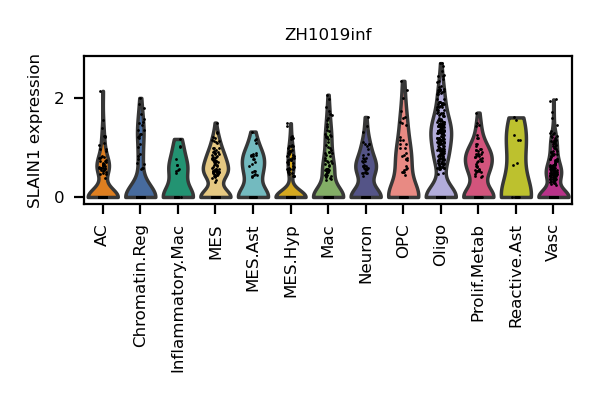 ZH1019inf
SLAIN1 expression
2
0
AC
Chromatin.Reg
Inflammatory.Mac
MES
MES.Ast
MES.Hyp
Mac
Neuron
OPC
Oligo
Prolif.Metab
Reactive.Ast
Vasc